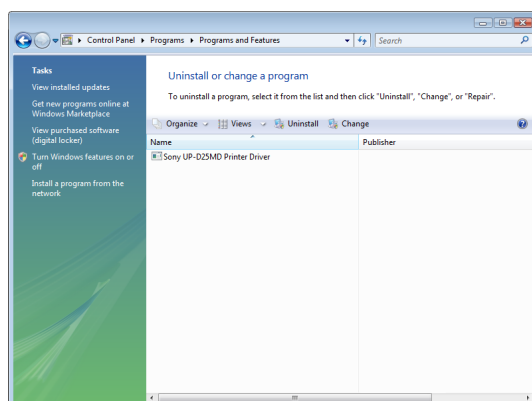 Control Panel ▸ Programs ▸ Programs and Features
Search
Tasks
View installed updates
Get new programs online at
Windows Marketplace
View purchased software
(digital locker)
Turn Windows features on or
off
Install a program from the
network
Uninstall or change a program
To uninstall a program, select it from the list and then click "Uninstall", "Change", or "Repair".
Organize Views Uninstall Change
Name Publisher
Sony UP-D25MD Printer Driver